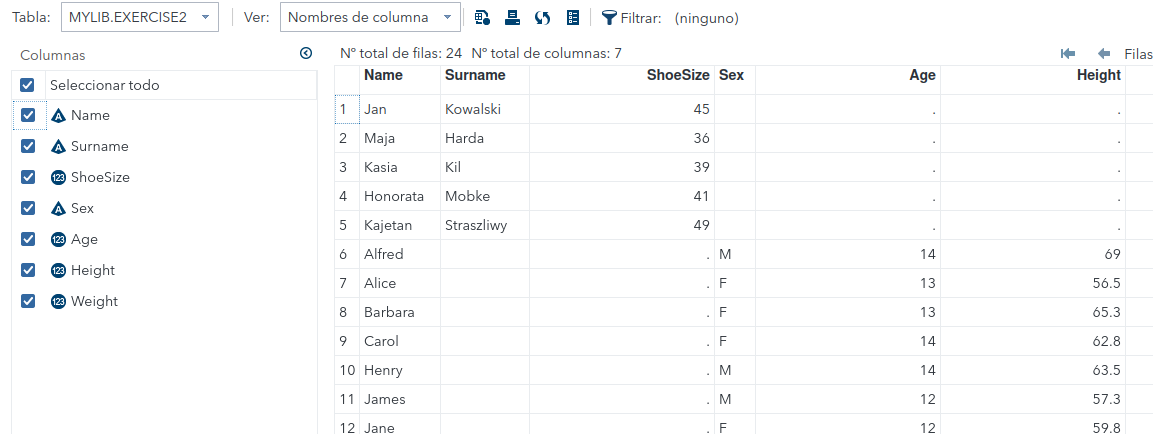 Tabla: MYLIB.EXERCISE2 Ver: Nombres de columna Filtrar: (ninguno)
Columnas
Seleccionar todo
Name
Surname
ShoeSize
Sex
Age
Height
Weight
Nº total de filas: 24 Nº total de columnas: 7 Filas
Name Surname ShoeSize Sex Age Height
1 Jan Kowalski 45 . .
2 Maja Harda 36 . .
3 Kasia Kil 39 . .
4 Honorata Mobke 41 . .
5 Kajetan Straszliwy 49 . .
6 Alfred . M 14 69
7 Alice . F 13 56.5
8 Barbara . F 13 65.3
9 Carol . F 14 62.8
10 Henry . M 14 63.5
11 James . M 12 57.3
12 Jane . F 12 59.8